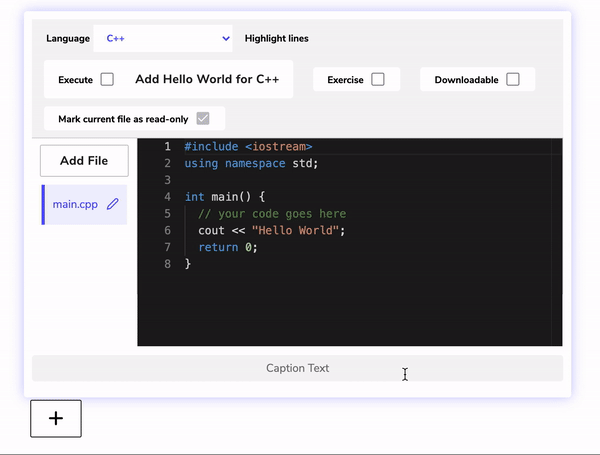 Language C++ Highlight lines
Execute Add Hello World for C++ Exercise Downloadable
Mark current file as read-only
Add File
main.cpp
1 #include <iostream>
2 using namespace std;
3
4 int main() {
5   // your code goes here
6   cout << "Hello World";
7   return 0;
8 }
Caption Text
+